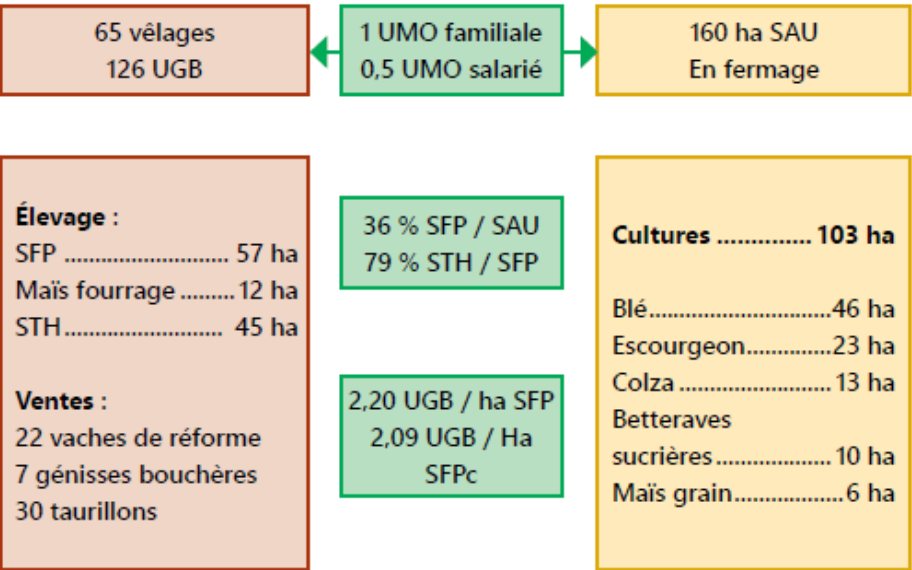 65 vêlages
126 UGB
1 UMO familiale
0,5 UMO salarié
160 ha SAU
En fermage
Élevage :
SFP ........................... 57 ha
Maïs fourrage .........12 ha
STH.......................... 45 ha
Ventes :
22 vaches de réforme
7 génisses bouchères
30 taurillons
36 % SFP / SAU
79 % STH / SFP
2,20 UGB / ha SFP
2,09 UGB / Ha
SFPc
Cultures .............. 103 ha
Blé..............................46 ha
Escourgeon..............23 ha
Colza ......................... 13 ha
Betteraves
sucrières................... 10 ha
Maïs grain..................6 ha